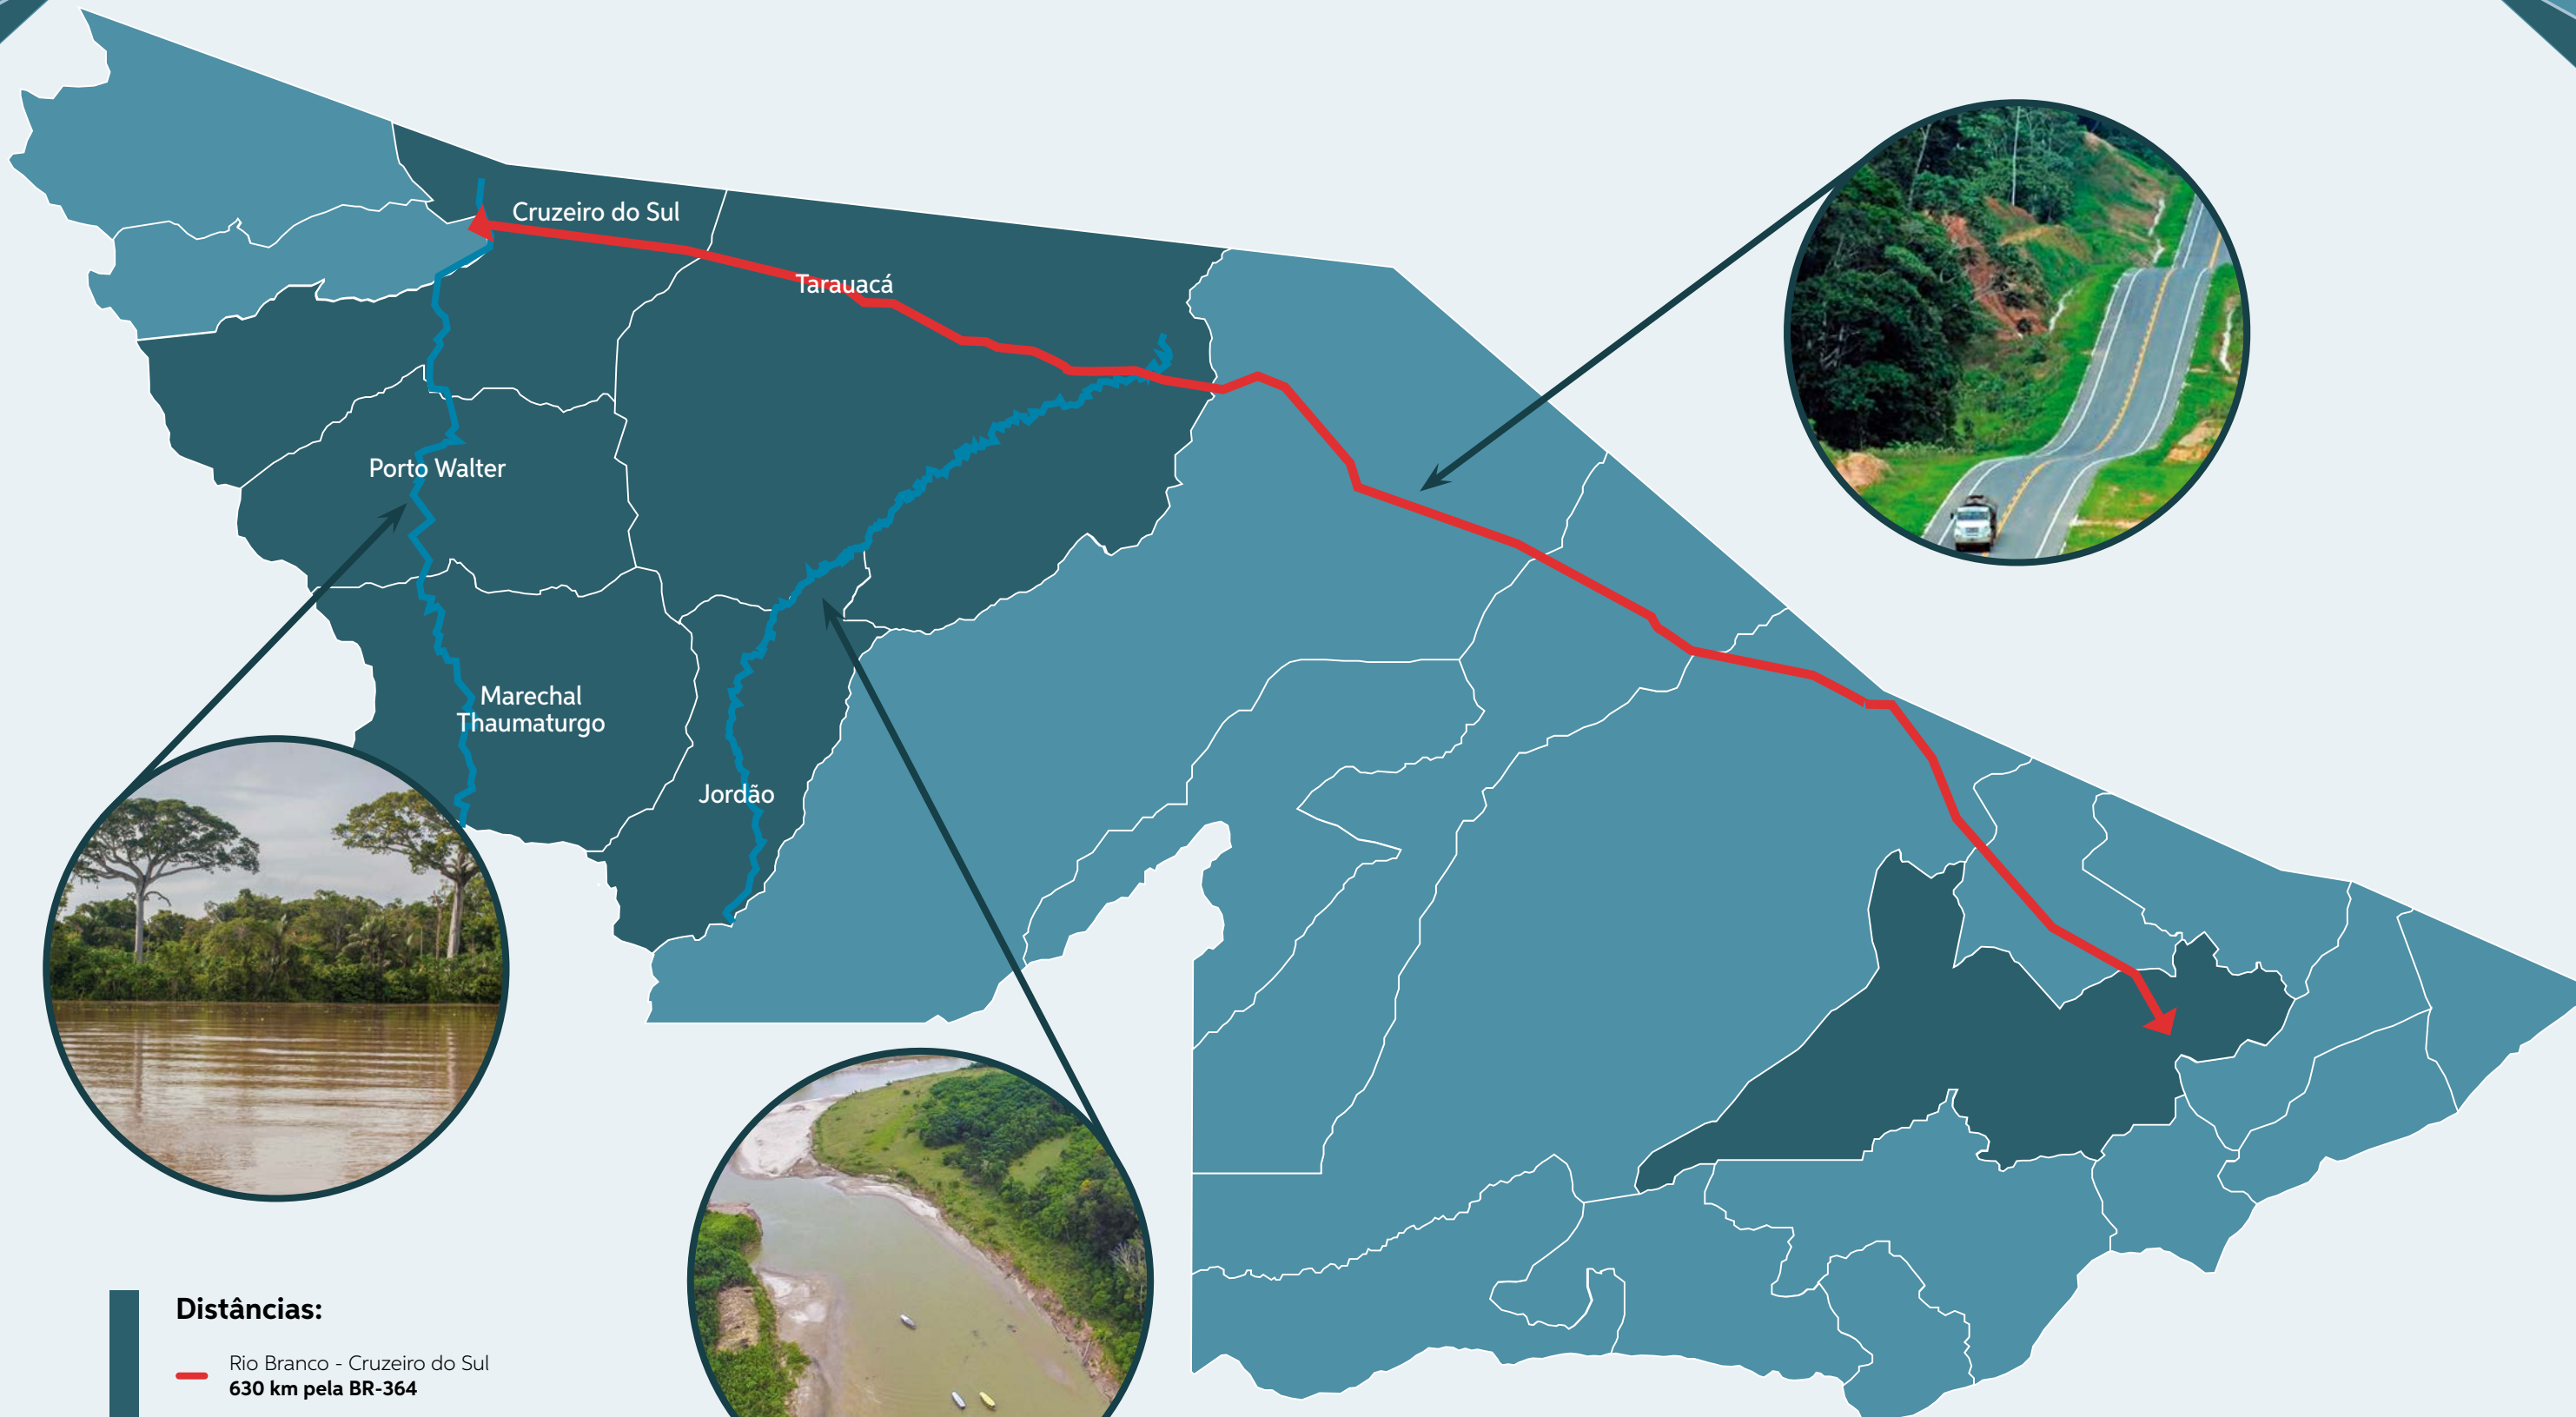 Cruzeiro do Sul
Tarauacá
Porto Walter
Marechal
Thaumaturgo
Jordão
Distâncias:
Rio Branco - Cruzeiro do Sul
630 km pela BR-364